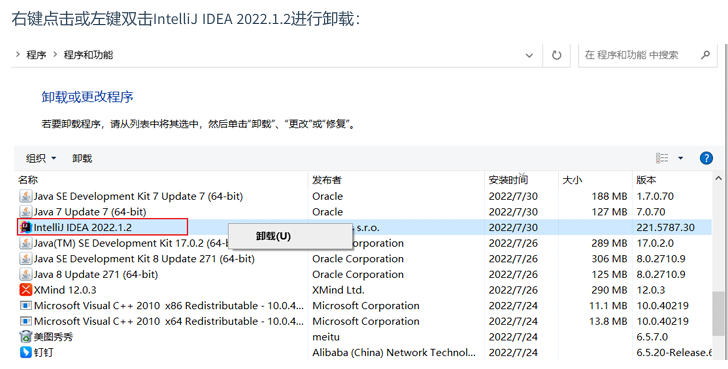 右键点击或左键双击IntelliJ IDEA 2022.1.2进行卸载：
程序 程序和功能 在 程序和功能 中搜索
卸载或更改程序
若要卸载程序，请从列表中将其选中，然后单击“卸载”、“更改”或“修复”。
组织 卸载
名称 发布者 安装时间 大小 版本
Java SE Development Kit 7 Update 7 (64-bit) Oracle 2022/7/30 188 MB 1.7.0.70
Java 7 Update 7 (64-bit) Oracle 2022/7/30 127 MB 7.0.70
IntelliJ IDEA 2022.1.2 s.r.o. 2022/7/30 221.5787.30
卸载(U)
Java(TM) SE Development Kit 17.0.2 (64-b Corporation 2022/7/26 289 MB 17.0.2.0
Java SE Development Kit 8 Update 271 (64-bit) Oracle Corporation 2022/7/26 306 MB 8.0.2710.9
Java 8 Update 271 (64-bit) Oracle Corporation 2022/7/26 125 MB 8.0.2710.9
XMind 12.0.3 XMind Ltd. 2022/7/26 290 MB 12.0.3
Microsoft Visual C++ 2010 x86 Redistributable - 10.0.4... Microsoft Corporation 2022/7/24 11.1 MB 10.0.40219
Microsoft Visual C++ 2010 x64 Redistributable - 10.0.4... Microsoft Corporation 2022/7/24 13.8 MB 10.0.40219
美图秀秀 meitu 2022/7/24 6.5.7.0
钉钉 Alibaba (China) Network Technol... 2022/7/24 6.5.20-Release.6